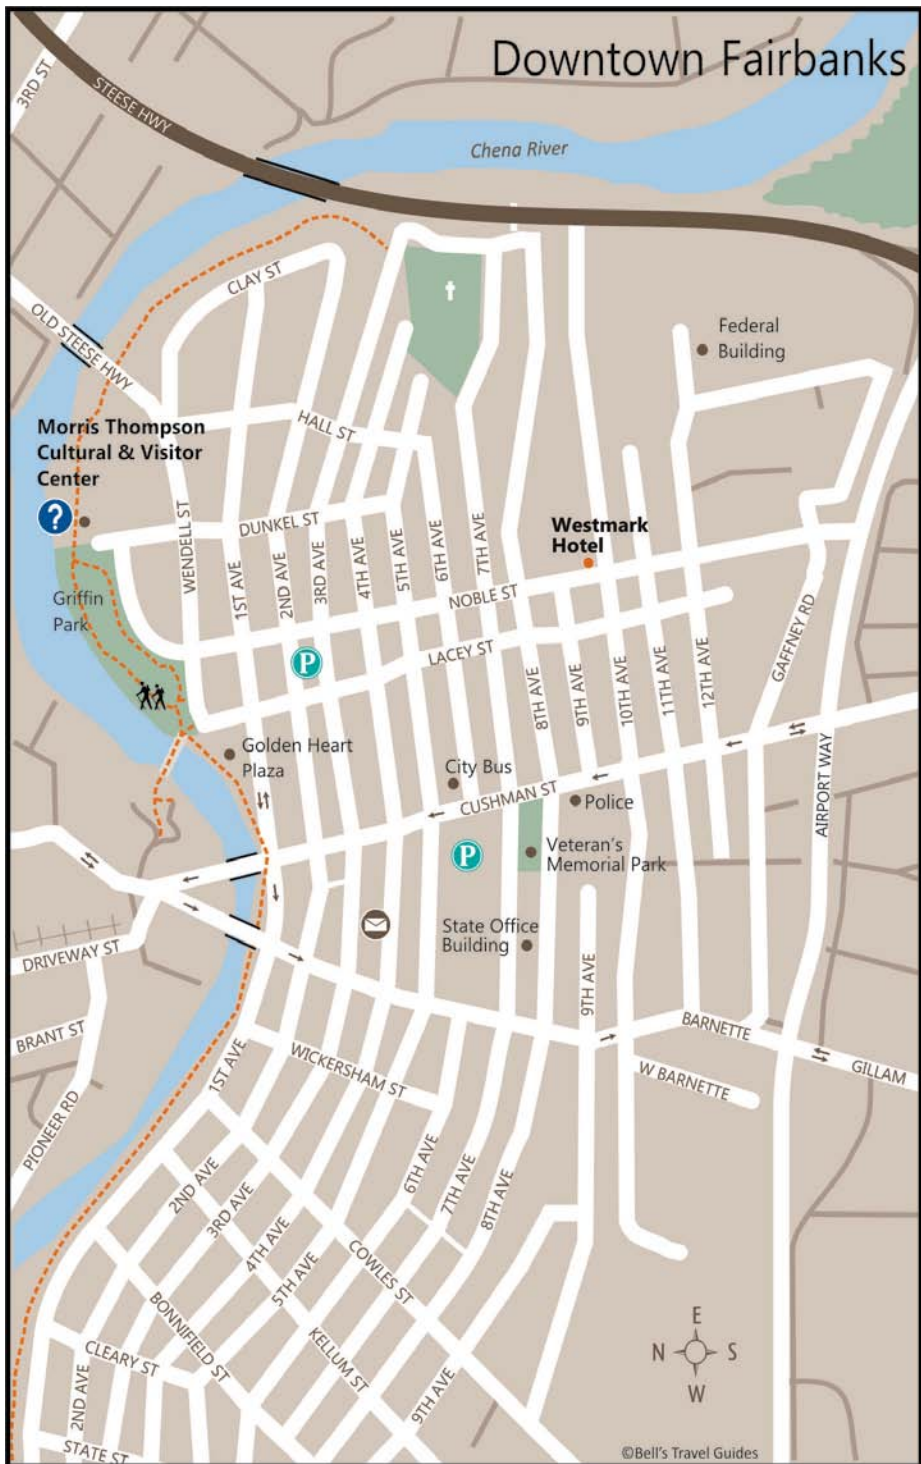 Downtown Fairbanks
3RD ST
STEESE HWY
Chena River
CLAY ST
OLD STEESE HWY
Federal
Building
HALL ST
Morris Thompson
Cultural & Visitor
Center
?
WENDELL ST
DUNKEL ST
1ST AVE
2ND AVE
3RD AVE
4TH AVE
5TH AVE
6TH AVE
7TH AVE
Westmark
Hotel
Griffin
Park
NOBLE ST
LACEY ST
P
8TH AVE
9TH AVE
10TH AVE
11TH AVE
12TH AVE
GAFFNEY RD
AIRPORT WAY
Golden Heart
Plaza
City Bus
CUSHMAN ST
Police
P
Veteran's
Memorial Park
State Office
Building
DRIVEWAY ST
9TH AVE
BRANT ST
BARNETTE
GILLAM
W BARNETTE
1ST AVE
WICKERSHAM ST
PIONEER RD
2ND AVE
3RD AVE
4TH AVE
5TH AVE
6TH AVE
7TH AVE
8TH AVE
COWLES ST
BONNIFIELD ST
KELLUM ST
CLEARY ST
9TH AVE
2ND AVE
STATE ST
E
N
S
W
©Bell's Travel Guides